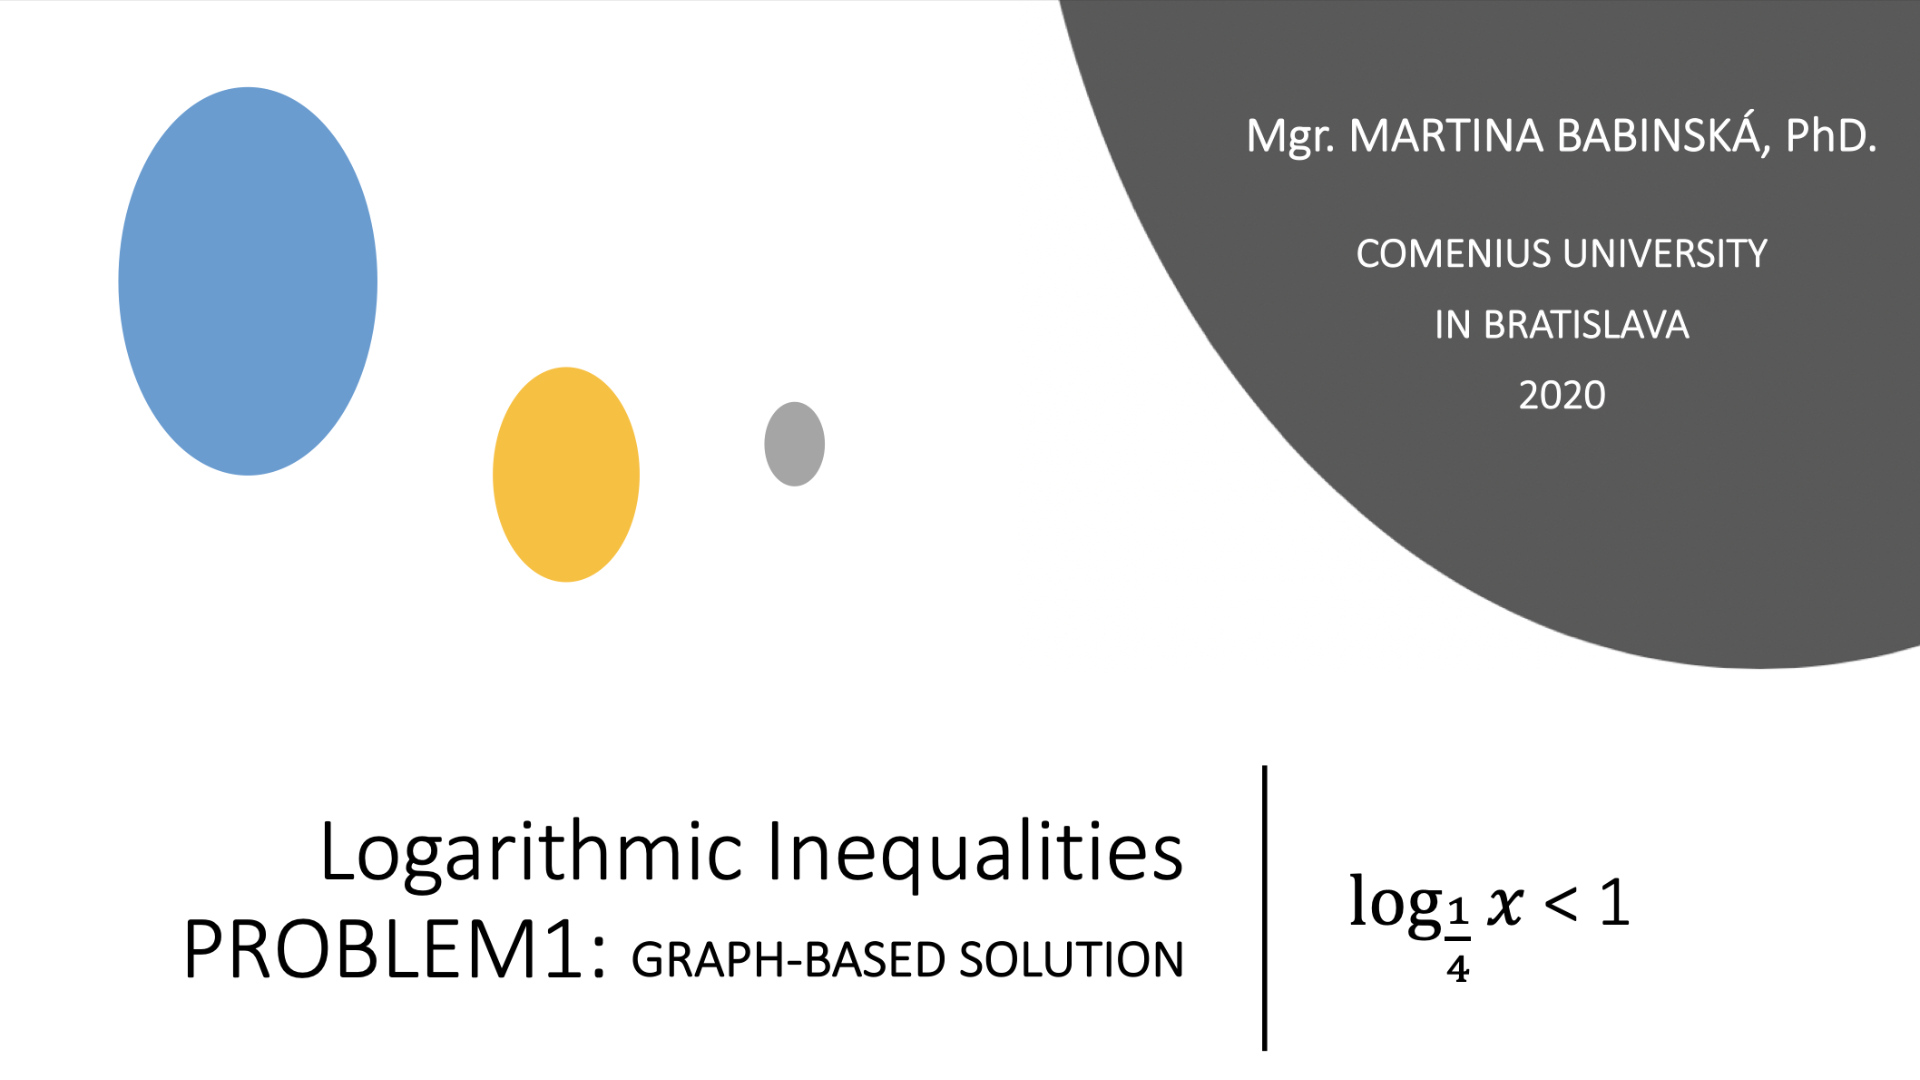 Mgr. MARTINA BABINSKÁ, PhD.
COMENIUS UNIVERSITY
IN BRATISLAVA
2020
Logarithmic Inequalities
PROBLEM1: GRAPH-BASED SOLUTION
log_{1/4} x < 1